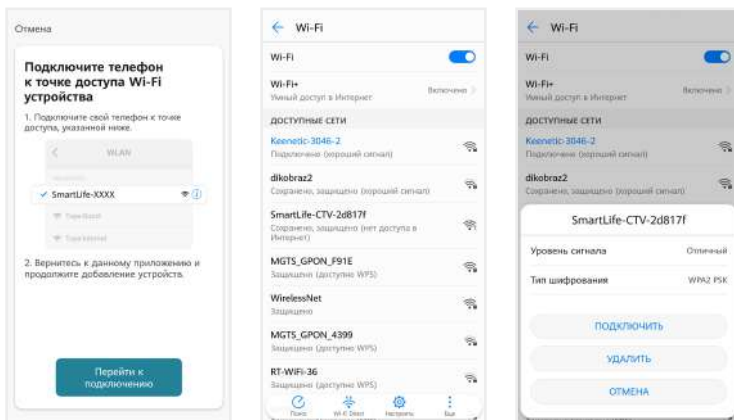 Отмена
Подключите телефон
к точке доступа Wi-Fi
устройства
1. Подключите свой телефон к точке
доступа, указанной ниже.
WLAN
SmartLife-XXXX
2. Вернитесь к данному приложению и
продолжите добавление устройств.
Перейти к
подключению
Wi-Fi
Wi-Fi
Wi-Fi+
Умный доступ в Интернет
Включено
ДОСТУПНЫЕ СЕТИ
Keenetic-3046-2
Подключено (хороший сигнал)
dikobraz2
Сохранено, защищено (хороший сигнал)
SmartLife-CTV-2d817f
Сохранено, защищено (нет доступа в
Интернет)
MGTS_GPON_F91E
Защищено (доступно WPS)
WirelessNet
Защищено
MGTS_GPON_4399
Защищено (доступно WPS)
RT-WiFi-36
Защищено (доступно WPS)
Поиск
Wi-Fi Direct
Настроить
Еще
Wi-Fi
Wi-Fi
Wi-Fi+
Умный доступ в Интернет
Включено
ДОСТУПНЫЕ СЕТИ
Keenetic-3046-2
Подключено (хороший сигнал)
dikobraz2
Сохранено, защищено (хороший сигнал)
SmartLife-CTV-2d817f
Уровень сигнала
Отличный
Тип шифрования
WPA2 PSK
ПОДКЛЮЧИТЬ
УДАЛИТЬ
ОТМЕНА